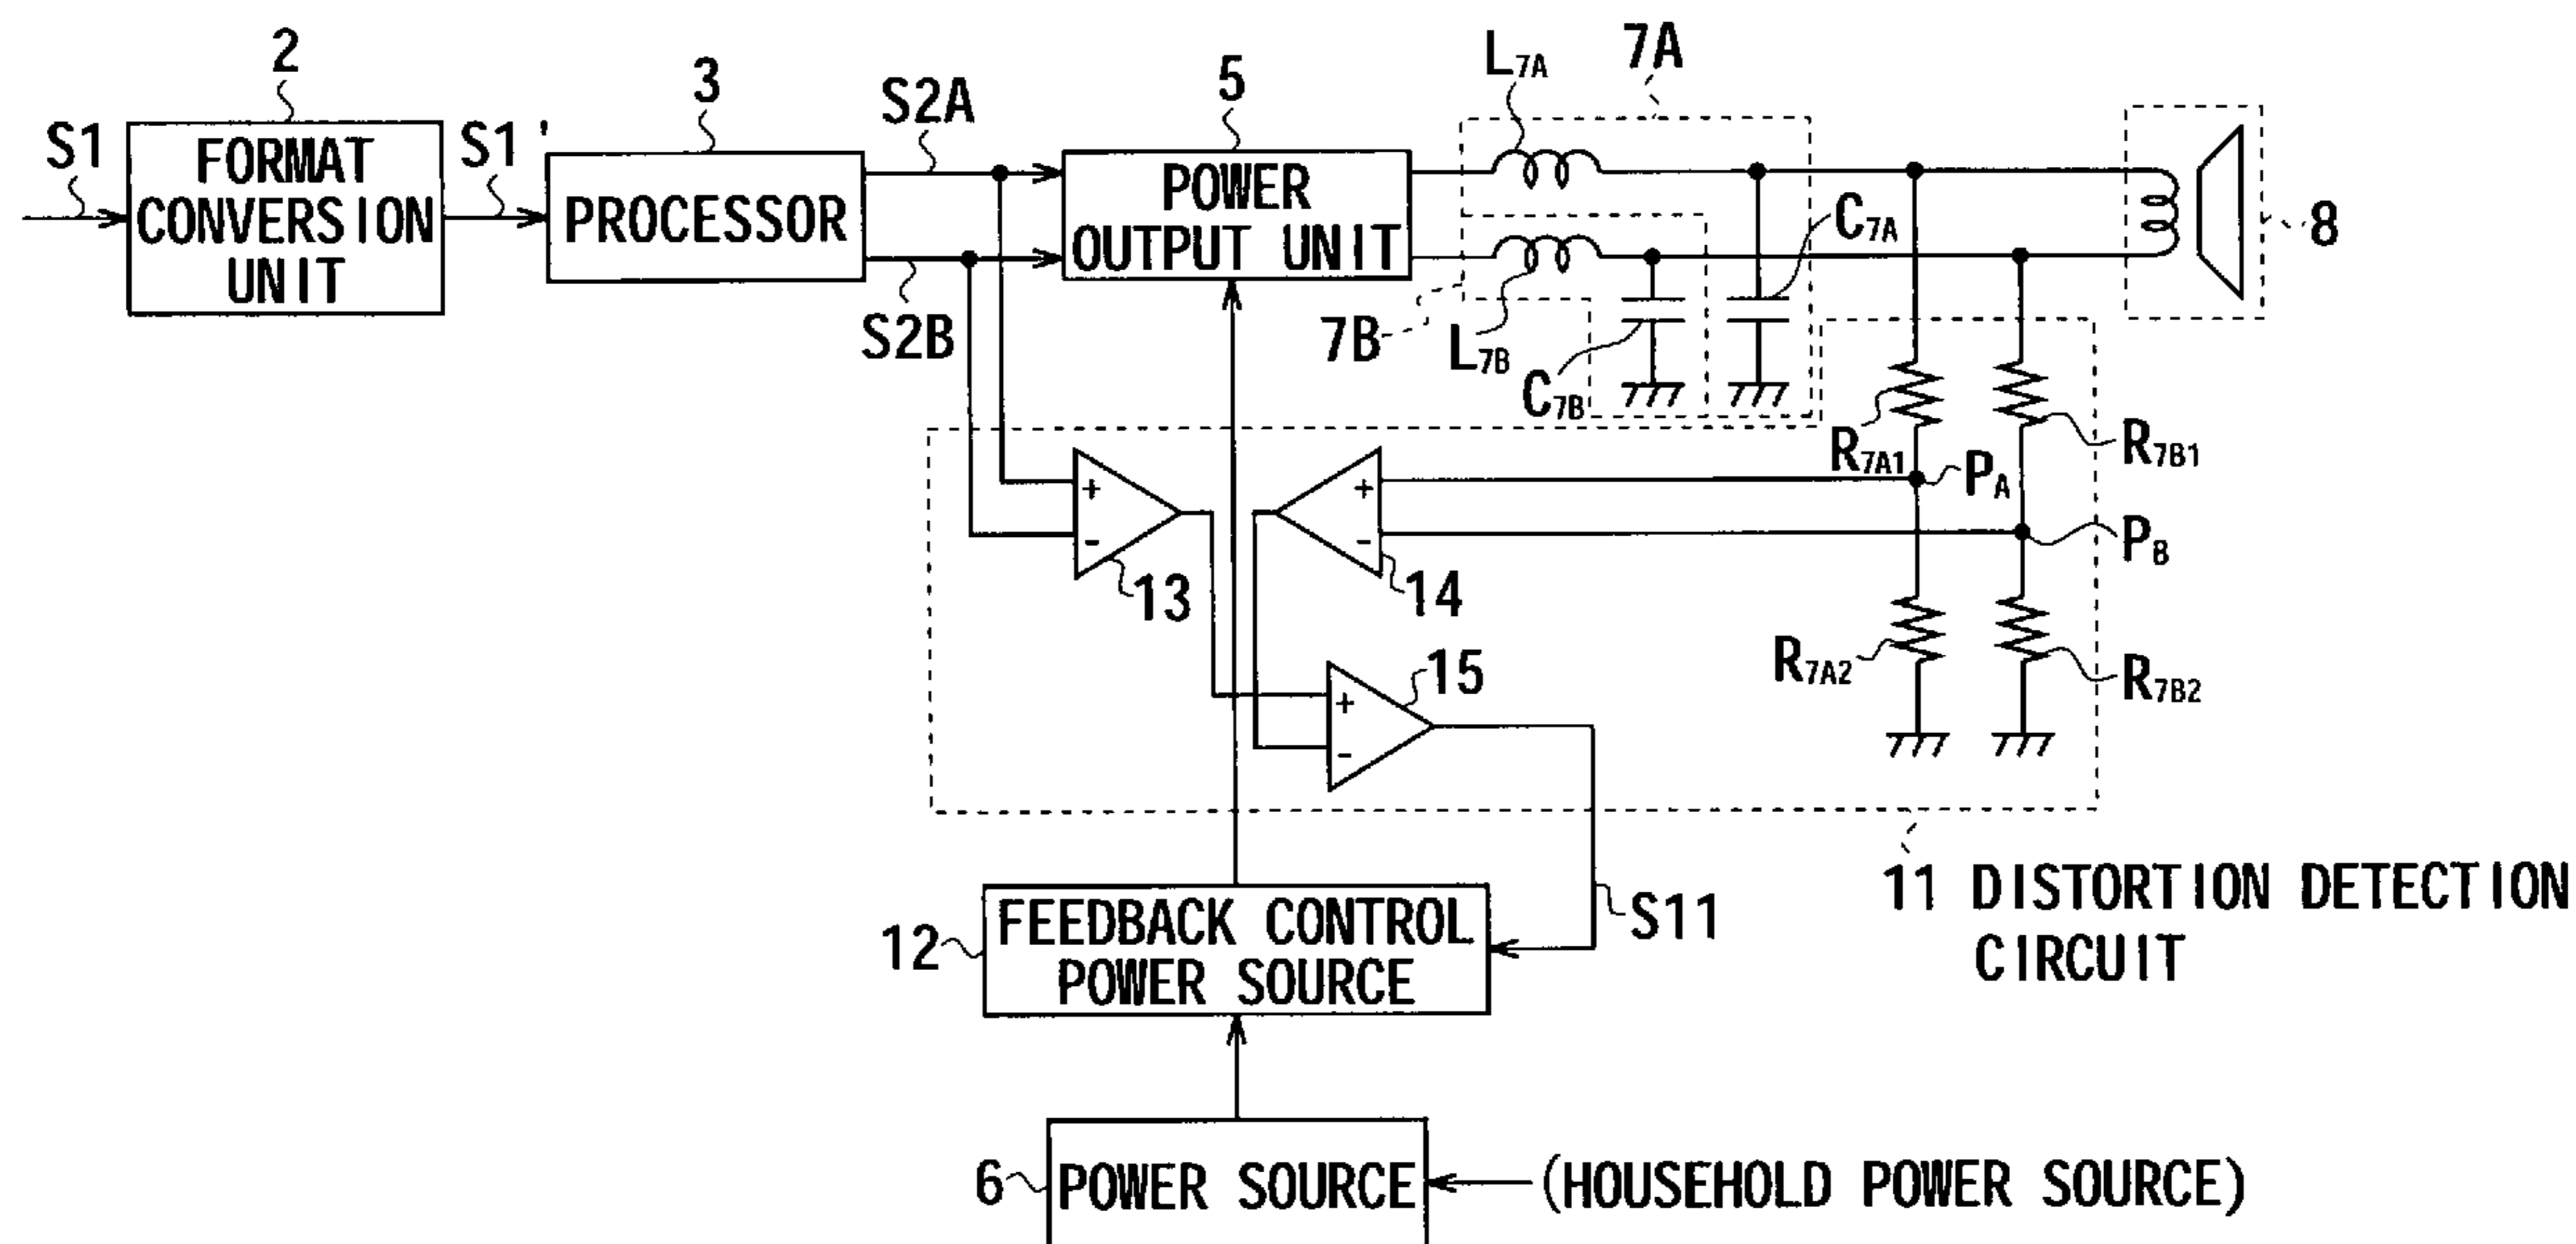 2
S1
FORMAT
CONVERSION
UNIT
S1'
3
PROCESSOR
S2A
S2B
5
POWER
OUTPUT UNIT
L7A
7A
7B
L7B
C7B
C7A
8
R7A1
PA
R7B1
PB
R7A2
R7B2
+
-
13
+
-
14
+
-
15
11 DISTORTION DETECTION
CIRCUIT
S11
12
FEEDBACK CONTROL
POWER SOURCE
6
POWER SOURCE
(HOUSEHOLD POWER SOURCE)